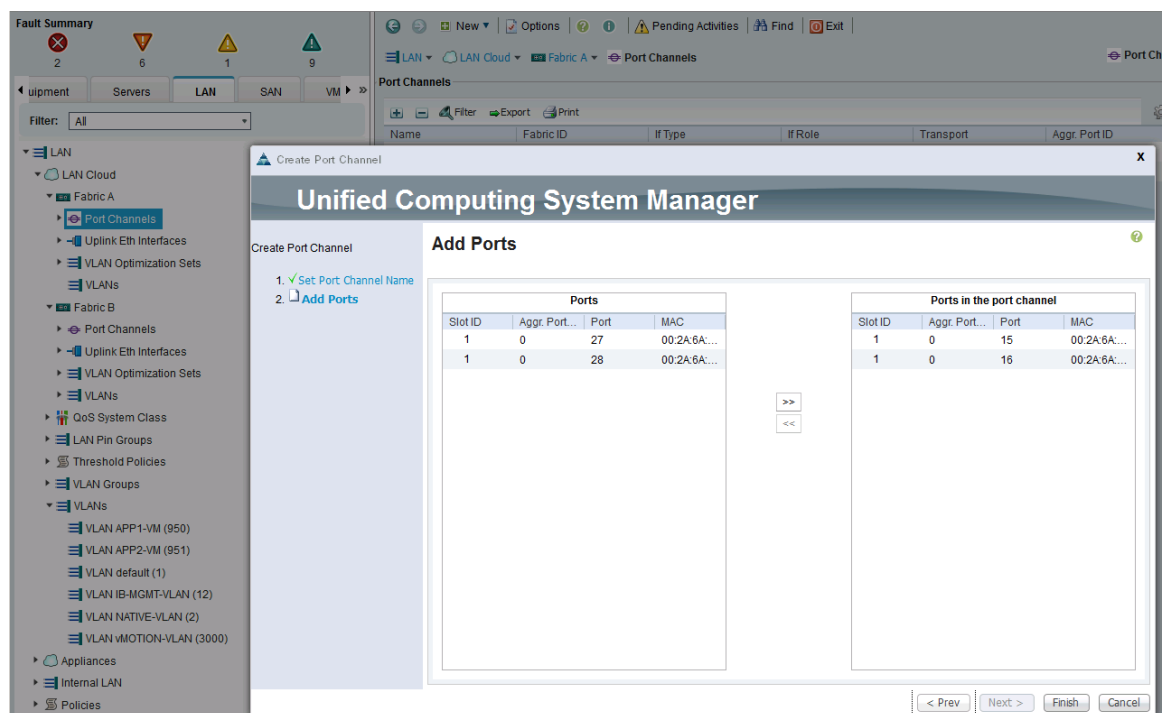 Fault Summary
2 6 1 9
uipment Servers LAN SAN VM
Filter: All
LAN
LAN Cloud
Fabric A
Port Channels
Uplink Eth Interfaces
VLAN Optimization Sets
VLANs
Fabric B
Port Channels
Uplink Eth Interfaces
VLAN Optimization Sets
VLANs
QoS System Class
LAN Pin Groups
Threshold Policies
VLAN Groups
VLANs
VLAN APP1-VM (950)
VLAN APP2-VM (951)
VLAN default (1)
VLAN IB-MGMT-VLAN (12)
VLAN NATIVE-VLAN (2)
VLAN vMOTION-VLAN (3000)
Appliances
Internal LAN
Policies
New Options Pending Activities Find Exit
LAN LAN Cloud Fabric A Port Channels Port Ch
Port Channels
Filter Export Print
Name Fabric ID If Type If Role Transport Aggr. Port ID
Create Port Channel X
Unified Computing System Manager
Create Port Channel
1. Set Port Channel Name
2. Add Ports
Add Ports
Ports
Slot ID Aggr. Port... Port MAC
1 0 27 00:2A:6A:...
1 0 28 00:2A:6A:...
>>
<<
Ports in the port channel
Slot ID Aggr. Port... Port MAC
1 0 15 00:2A:6A:...
1 0 16 00:2A:6A:...
< Prev Next > Finish Cancel